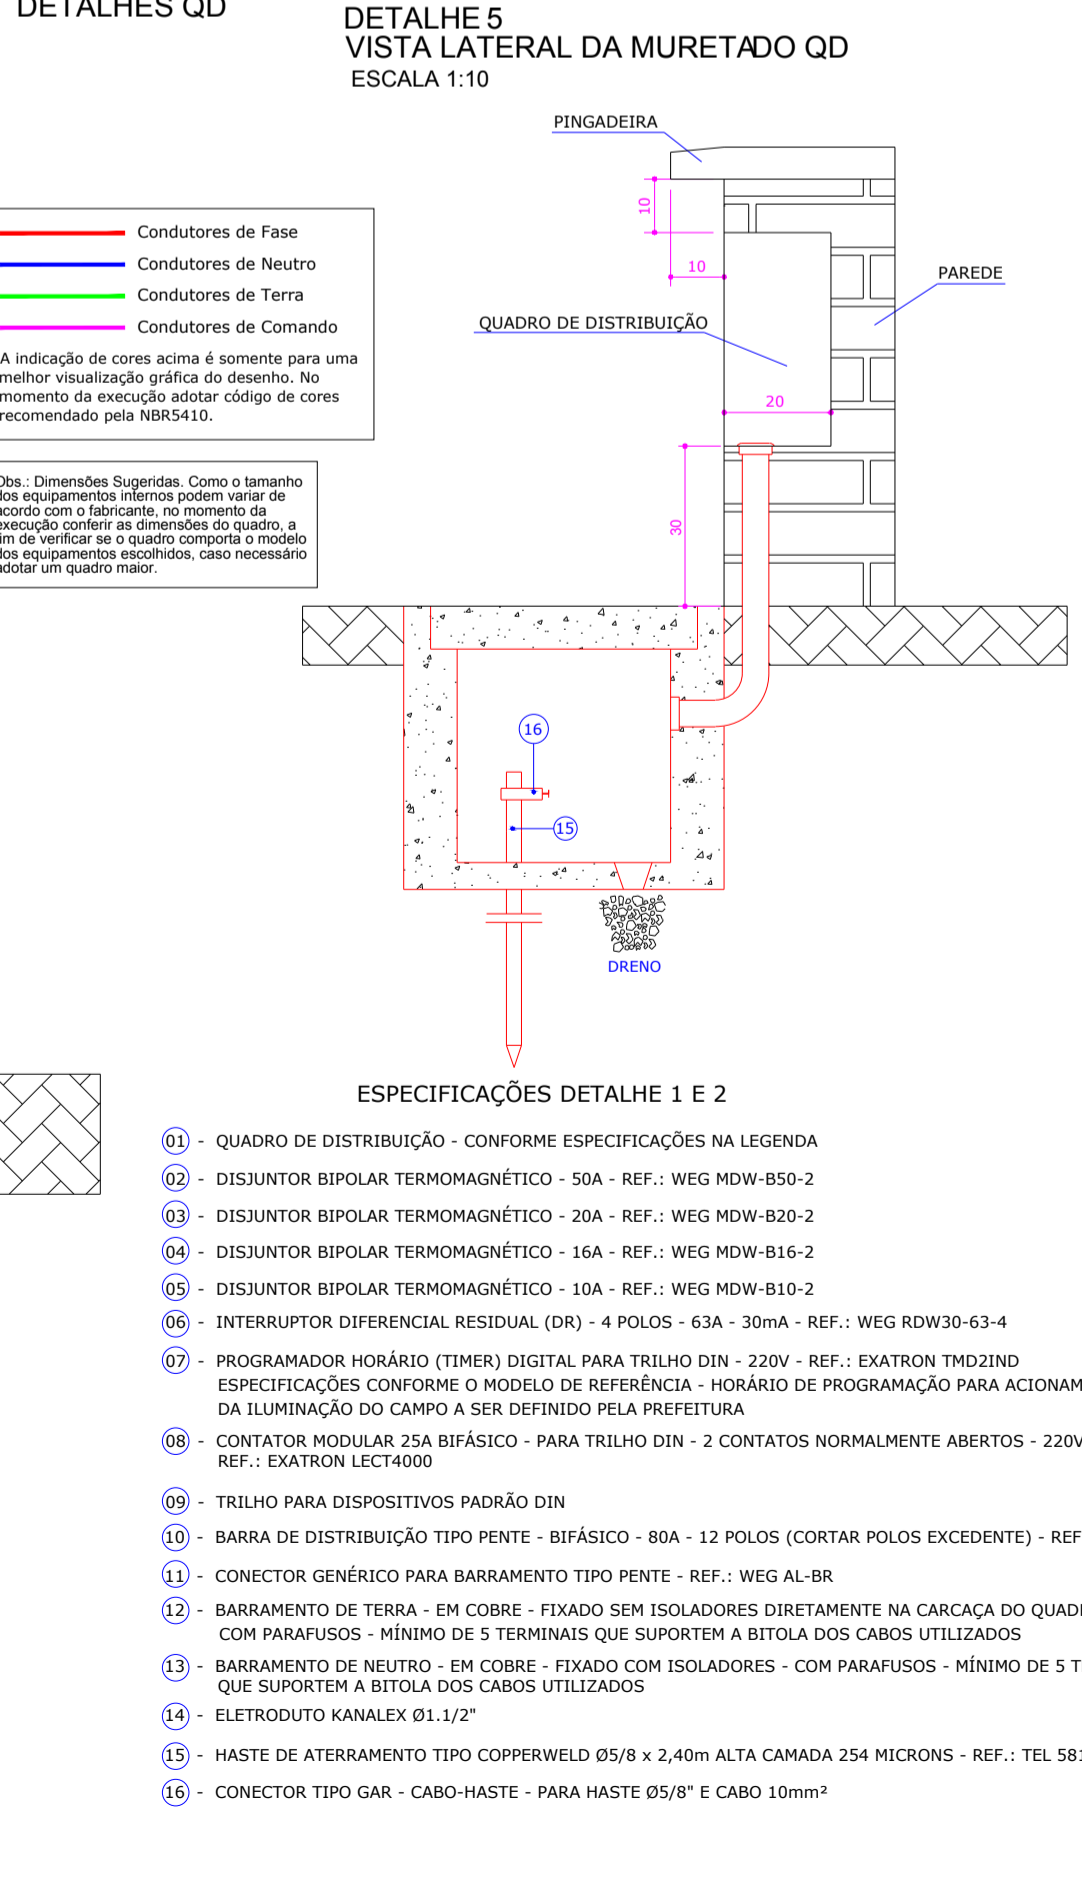 DETALHES QD
DETALHE 5
VISTA LATERAL DA MURETADO QD
ESCALA 1:10
PINGADEIRA
10
10
PAREDE
QUADRO DE DISTRIBUIÇÃO
20
30
Condutores de Fase
Condutores de Neutro
Condutores de Terra
Condutores de Comando
A indicação de cores acima é somente para uma
melhor visualização gráfica do desenho. No
momento da execução adotar código de cores
recomendado pela NBR5410.
Obs.: Dimensões Sugeridas. Como o tamanho
dos equipamentos internos podem variar de
acordo com o fabricante, no momento da
execução conferir as dimensões do quadro, a
fim de verificar se o quadro comporta o modelo
dos equipamentos escolhidos, caso necessário
adotar um quadro maior.
16
15
DRENO
ESPECIFICAÇÕES DETALHE 1 E 2
01 - QUADRO DE DISTRIBUIÇÃO - CONFORME ESPECIFICAÇÕES NA LEGENDA
02 - DISJUNTOR BIPOLAR TERMOMAGNÉTICO - 50A - REF.: WEG MDW-B50-2
03 - DISJUNTOR BIPOLAR TERMOMAGNÉTICO - 20A - REF.: WEG MDW-B20-2
04 - DISJUNTOR BIPOLAR TERMOMAGNÉTICO - 16A - REF.: WEG MDW-B16-2
05 - DISJUNTOR BIPOLAR TERMOMAGNÉTICO - 10A - REF.: WEG MDW-B10-2
06 - INTERRUPTOR DIFERENCIAL RESIDUAL (DR) - 4 POLOS - 63A - 30mA - REF.: WEG RDW30-63-4
07 - PROGRAMADOR HORÁRIO (TIMER) DIGITAL PARA TRILHO DIN - 220V - REF.: EXATRON TMD2IND
ESPECIFICAÇÕES CONFORME O MODELO DE REFERÊNCIA - HORÁRIO DE PROGRAMAÇÃO PARA ACIONAM
DA ILUMINAÇÃO DO CAMPO A SER DEFINIDO PELA PREFEITURA
08 - CONTATOR MODULAR 25A BIFÁSICO - PARA TRILHO DIN - 2 CONTATOS NORMALMENTE ABERTOS - 220V
REF.: EXATRON LECT4000
09 - TRILHO PARA DISPOSITIVOS PADRÃO DIN
10 - BARRA DE DISTRIBUIÇÃO TIPO PENTE - BIFÁSICO - 80A - 12 POLOS (CORTAR POLOS EXCEDENTE) - REF
11 - CONECTOR GENÉRICO PARA BARRAMENTO TIPO PENTE - REF.: WEG AL-BR
12 - BARRAMENTO DE TERRA - EM COBRE - FIXADO SEM ISOLADORES DIRETAMENTE NA CARCAÇA DO QUAD
COM PARAFUSOS - MÍNIMO DE 5 TERMINAIS QUE SUPORTEM A BITOLA DOS CABOS UTILIZADOS
13 - BARRAMENTO DE NEUTRO - EM COBRE - FIXADO COM ISOLADORES - COM PARAFUSOS - MÍNIMO DE 5 T
QUE SUPORTEM A BITOLA DOS CABOS UTILIZADOS
14 - ELETRODUTO KANALEX Ø1.1/2"
15 - HASTE DE ATERRAMENTO TIPO COPPERWELD Ø5/8 x 2,40m ALTA CAMADA 254 MICRONS - REF.: TEL 581
16 - CONECTOR TIPO GAR - CABO-HASTE - PARA HASTE Ø5/8" E CABO 10mm²